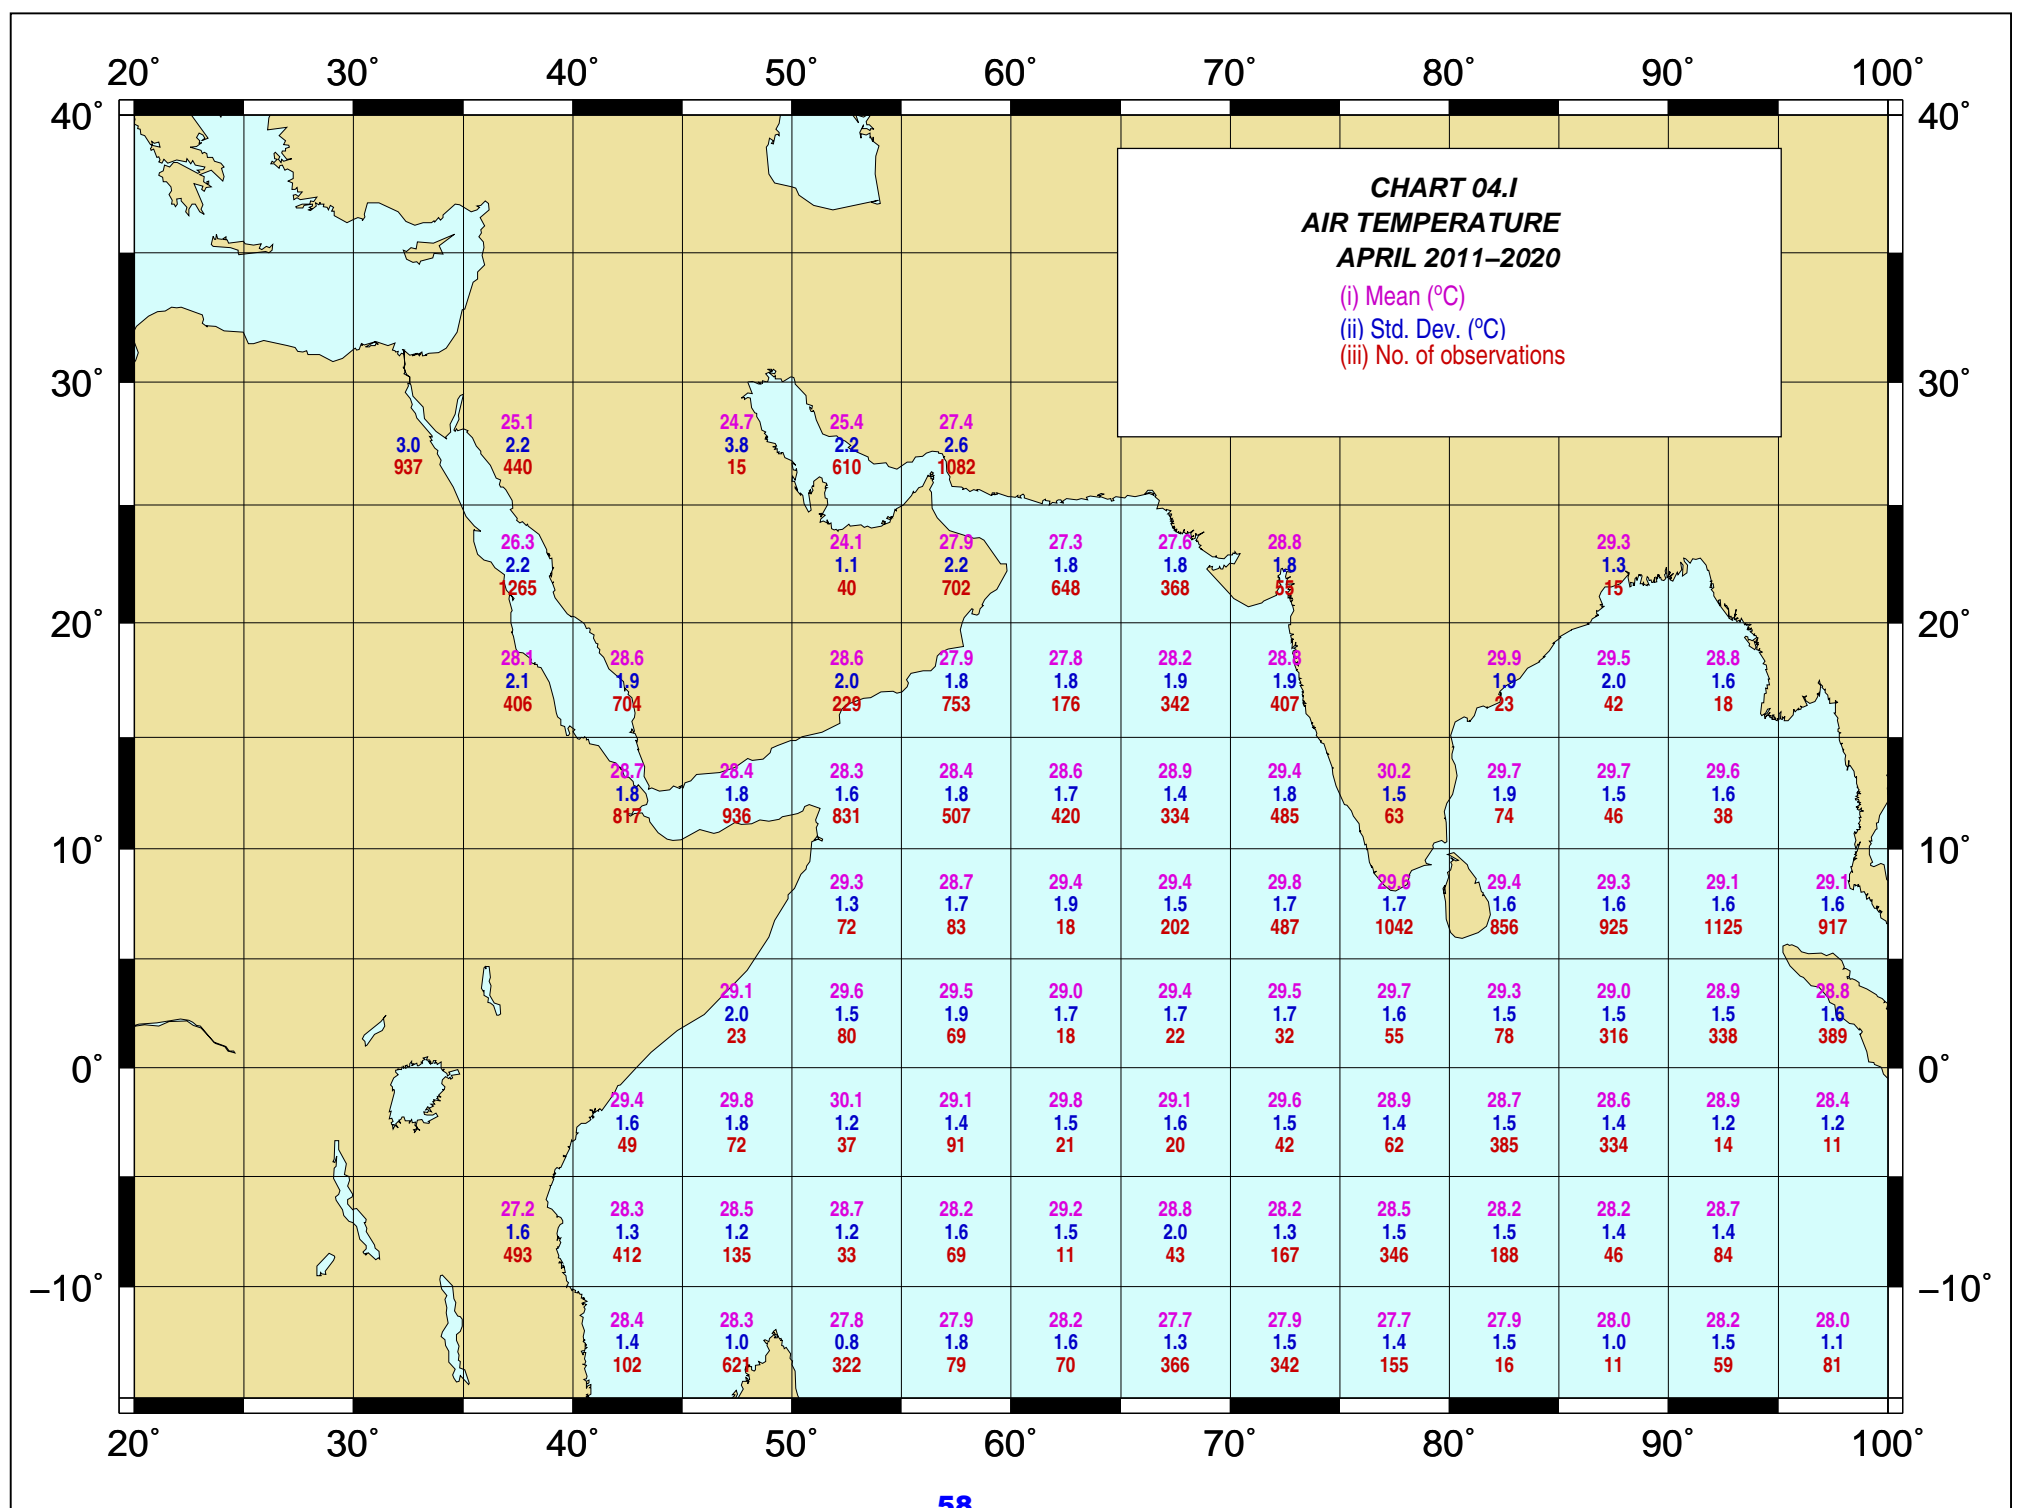 20° 30° 40° 50° 60° 70° 80° 90° 100°
40° 40°
CHART 04.I
AIR TEMPERATURE
APRIL 2011–2020
(i) Mean (ºC)
(ii) Std. Dev. (ºC)
(iii) No. of observations
30° 30°
25.1 24.7 25.4 27.4
3.0 2.2 3.8 2.2 2.6
937 440 15 610 1082
26.3 24.1 27.9 27.3 27.6 28.8 29.3
2.2 1.1 2.2 1.8 1.8 1.8 1.3
1265 40 702 648 368 55 15
20° 20°
28.1 28.6 28.6 27.9 27.8 28.2 28.8 29.9 29.5 28.8
2.1 1.9 2.0 1.8 1.8 1.9 1.9 1.9 2.0 1.6
406 704 229 753 176 342 407 23 42 18
28.7 28.4 28.3 28.4 28.6 28.9 29.4 30.2 29.7 29.7 29.6
1.8 1.8 1.6 1.8 1.7 1.4 1.8 1.5 1.9 1.5 1.6
817 936 831 507 420 334 485 63 74 46 38
10° 10°
29.3 28.7 29.4 29.4 29.8 29.6 29.4 29.3 29.1 29.1
1.3 1.7 1.9 1.5 1.7 1.7 1.6 1.6 1.6 1.6
72 83 18 202 487 1042 856 925 1125 917
29.1 29.6 29.5 29.0 29.4 29.5 29.7 29.3 29.0 28.9 28.8
2.0 1.5 1.9 1.7 1.7 1.7 1.6 1.5 1.5 1.5 1.6
23 80 69 18 22 32 55 78 316 338 389
0° 0°
29.4 29.8 30.1 29.1 29.8 29.1 29.6 28.9 28.7 28.6 28.9 28.4
1.6 1.8 1.2 1.4 1.5 1.6 1.5 1.4 1.5 1.4 1.2 1.2
49 72 37 91 21 20 42 62 385 334 14 11
27.2 28.3 28.5 28.7 28.2 29.2 28.8 28.2 28.5 28.2 28.2 28.7
1.6 1.3 1.2 1.2 1.6 1.5 2.0 1.3 1.5 1.5 1.4 1.4
493 412 135 33 69 11 43 167 346 188 46 84
–10° –10°
28.4 28.3 27.8 27.9 28.2 27.7 27.9 27.7 27.9 28.0 28.2 28.0
1.4 1.0 0.8 1.8 1.6 1.3 1.5 1.4 1.5 1.0 1.5 1.1
102 621 322 79 70 366 342 155 16 11 59 81
20° 30° 40° 50° 60° 70° 80° 90° 100°
58